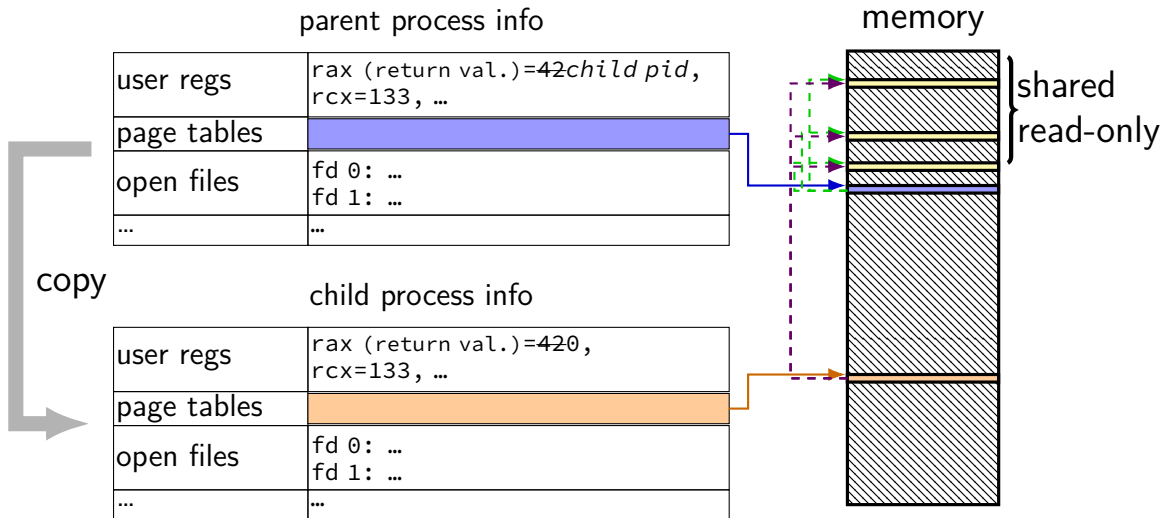 parent process info
memory
user regs
rax (return val.)=42child pid,
rcx=133, …
page tables
open files
fd 0: …
fd 1: …
…
…
shared
read-only
copy
child process info
user regs
rax (return val.)=420,
rcx=133, …
page tables
open files
fd 0: …
fd 1: …
…
…